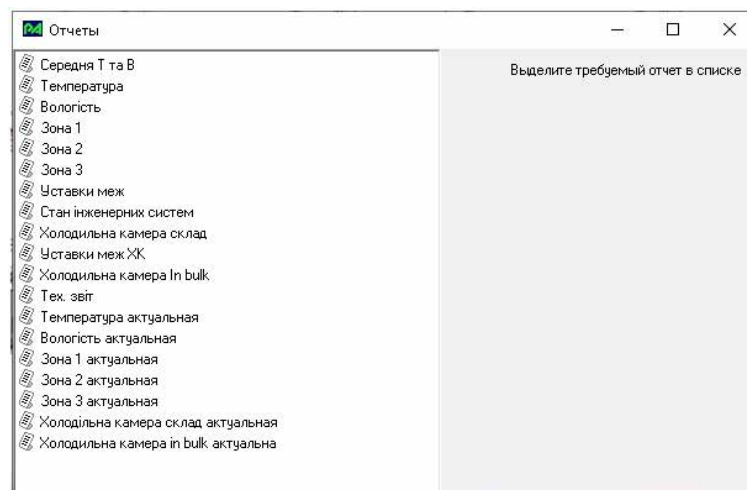 Отчеты
Середня Т та В
Температура
Вологість
Зона 1
Зона 2
Зона 3
Уставки меж
Стан інженерних систем
Холодильна камера склад
Уставки меж ХК
Холодильна камера In bulk
Тех. звіт
Температура актуальная
Вологість актуальная
Зона 1 актуальная
Зона 2 актуальная
Зона 3 актуальная
Холодільна камера склад актуальная
Холодильна камера in bulk актуальна
Выделите требуемый отчет в списке